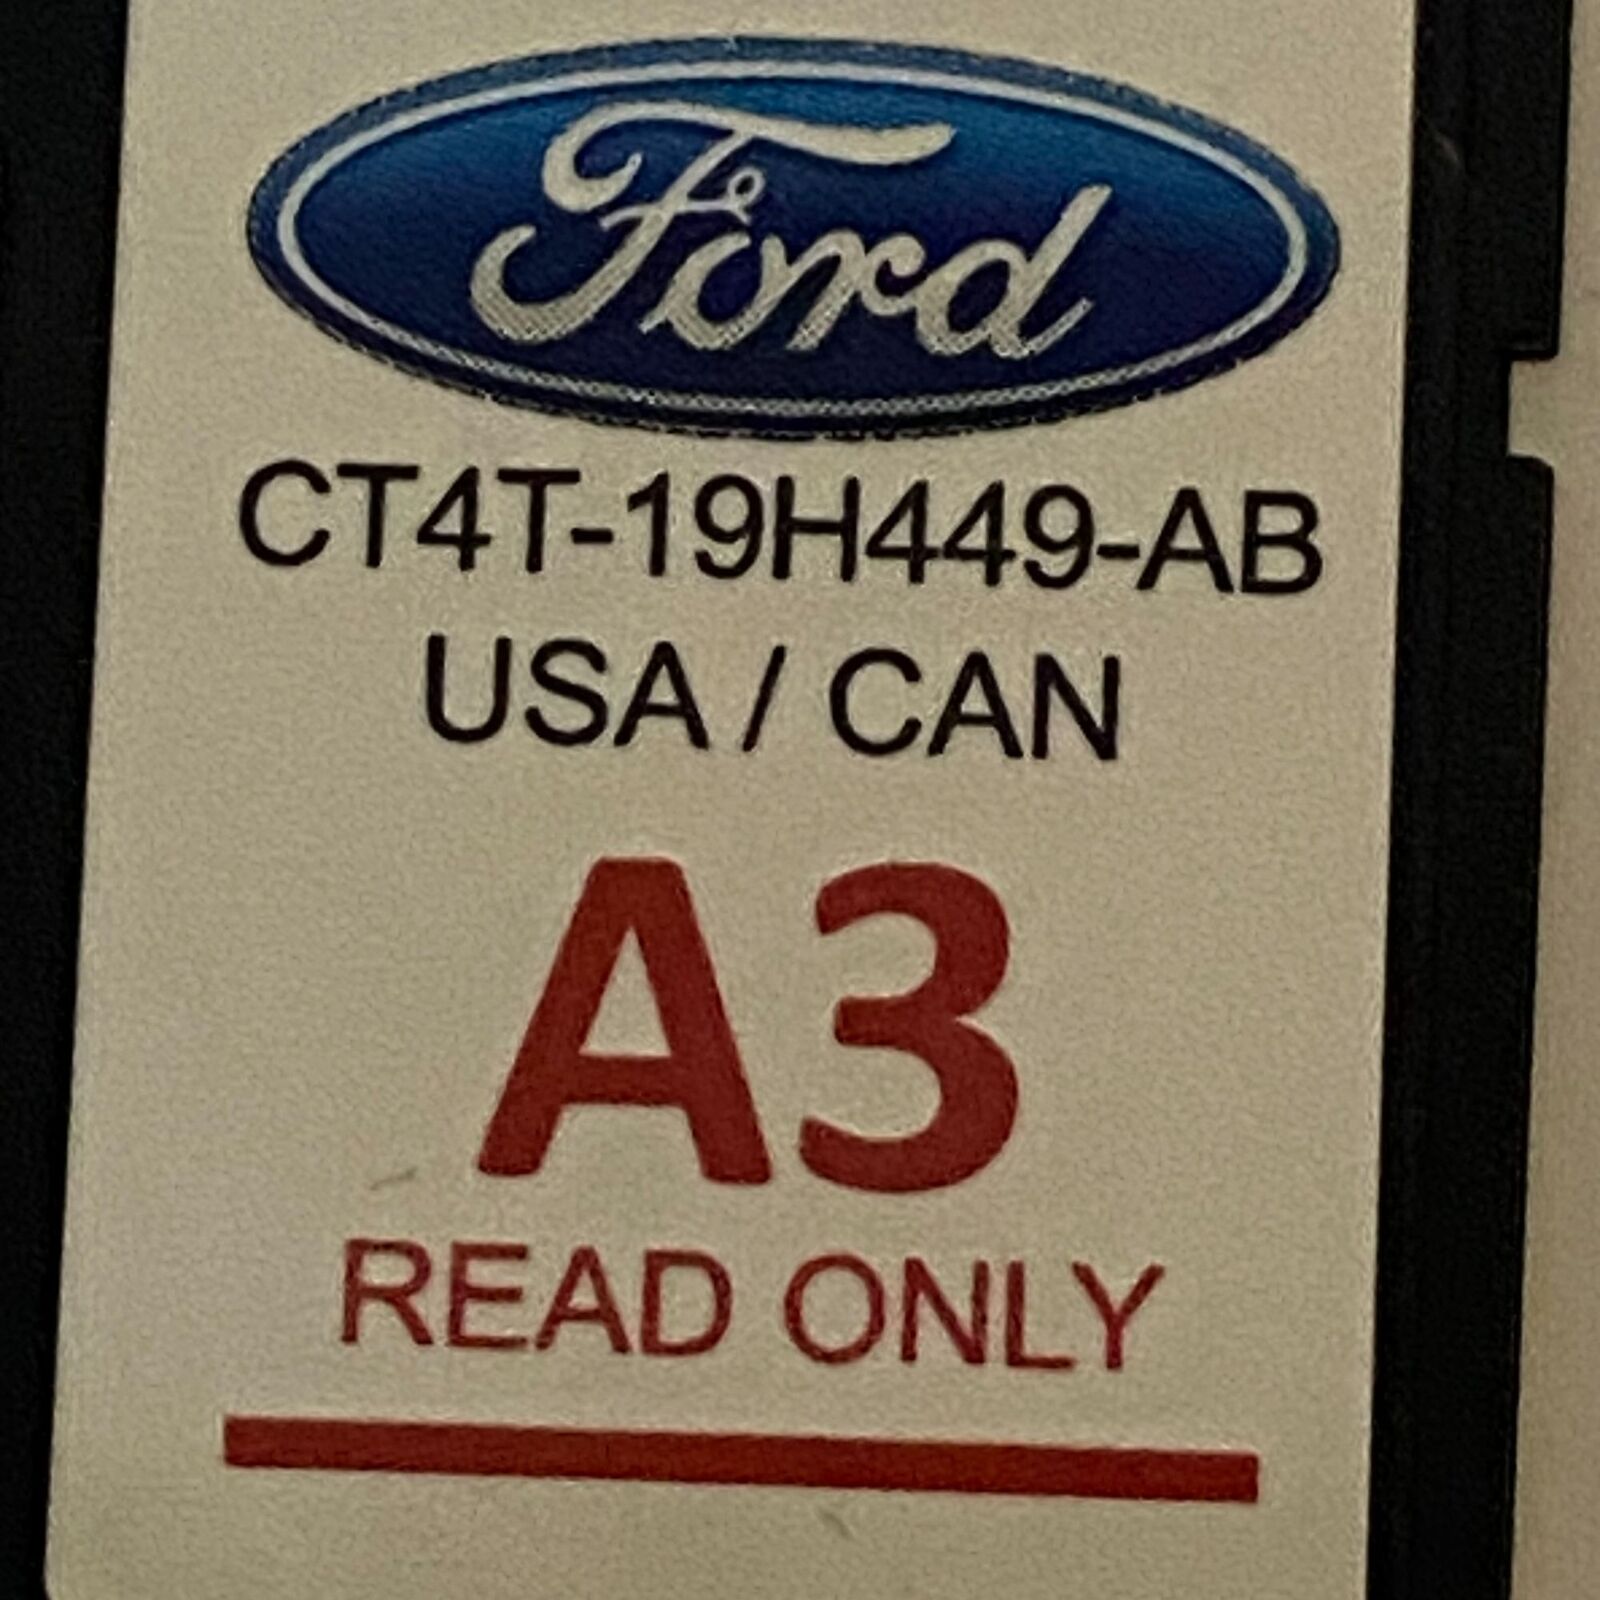 Ford
CT4T-19H449-AB
USA / CAN
A3
READ ONLY